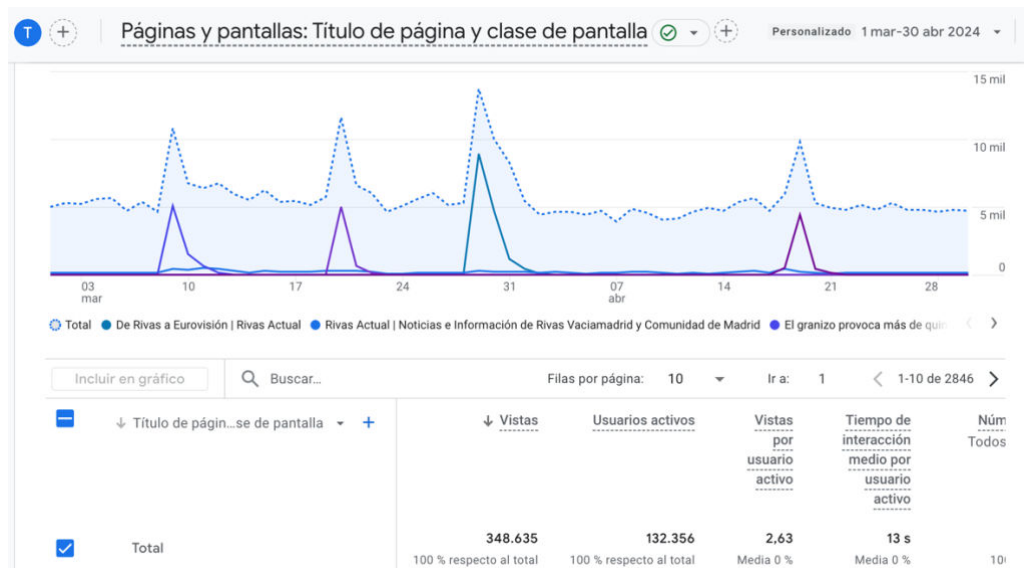 T
Páginas y pantallas: Título de página y clase de pantalla
Personalizado 1 mar-30 abr 2024
15 mil
10 mil
5 mil
0
03 10 17 24 31 07 14 21 28
mar abr
Total De Rivas a Eurovisión | Rivas Actual Rivas Actual | Noticias e Información de Rivas Vaciamadrid y Comunidad de Madrid El granizo provoca más de
Incluir en gráfico
Buscar...
Filas por página: 10 Ir a: 1 1-10 de 2846
Título de págin...se de pantalla
Vistas
Usuarios activos
Vistas
por
usuario
activo
Tiempo de
interacción
medio por
usuario
activo
Núm
Todos
Total
348.635 132.356 2,63 13 s
100 % respecto al total 100 % respecto al total Media 0 % Media 0 %